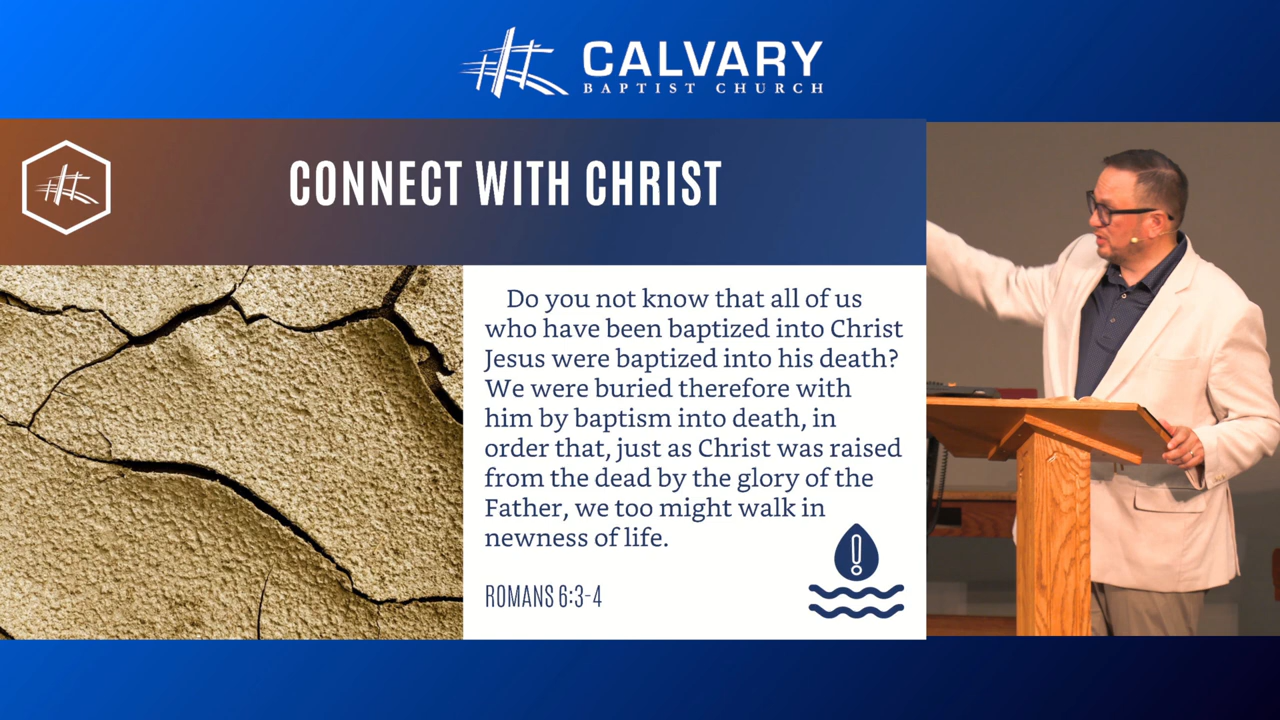 CALVARY
BAPTIST CHURCH
CONNECT WITH CHRIST
Do you not know that all of us
who have been baptized into Christ
Jesus were baptized into his death?
We were buried therefore with
him by baptism into death, in
order that, just as Christ was raised
from the dead by the glory of the
Father, we too might walk in
newness of life.
ROMANS 6:3-4